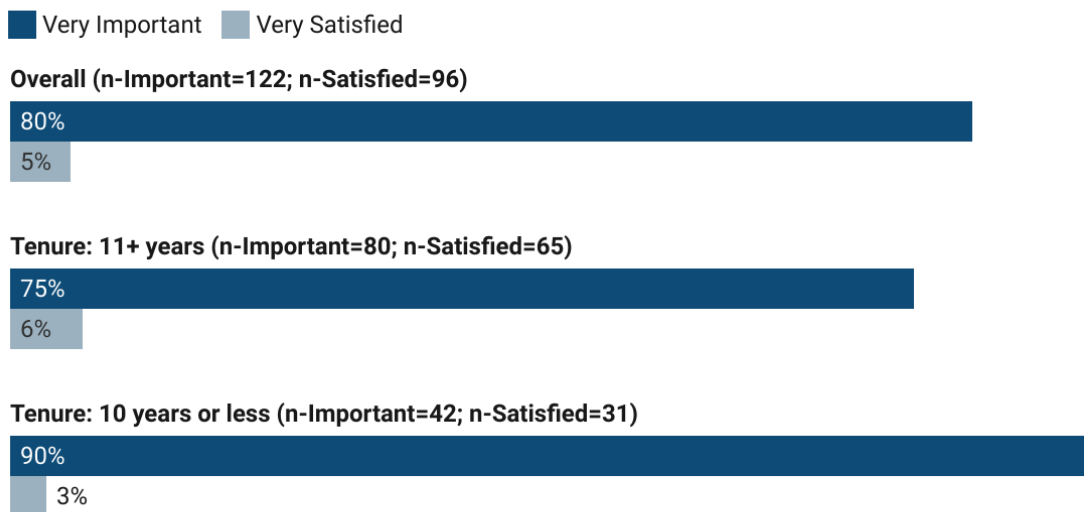 Very Important Very Satisfied
Overall (n-Important=122; n-Satisfied=96)
80%
5%
Tenure: 11+ years (n-Important=80; n-Satisfied=65)
75%
6%
Tenure: 10 years or less (n-Important=42; n-Satisfied=31)
90%
3%